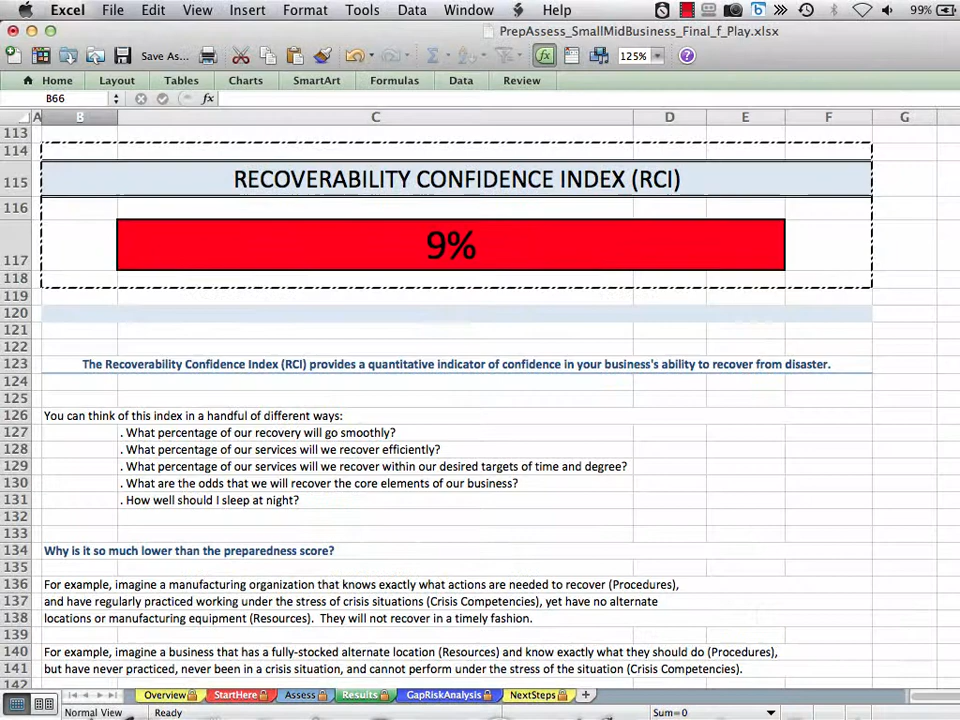 Excel File Edit View Insert Format Tools Data Window Help 99%
PrepAssess_SmallMidBusiness_Final_f_Play.xlsx
Save As... 125%
Home Layout Tables Charts SmartArt Formulas Data Review
B66 fx
A B C D E F G
113
114
115 RECOVERABILITY CONFIDENCE INDEX (RCI)
116
117 9%
118
119
120
121
122
123 The Recoverability Confidence Index (RCI) provides a quantitative indicator of confidence in your business's ability to recover from disaster.
124
125
126 You can think of this index in a handful of different ways:
127 . What percentage of our recovery will go smoothly?
128 . What percentage of our services will we recover efficiently?
129 . What percentage of our services will we recover within our desired targets of time and degree?
130 . What are the odds that we will recover the core elements of our business?
131 . How well should I sleep at night?
132
133
134 Why is it so much lower than the preparedness score?
135
136 For example, imagine a manufacturing organization that knows exactly what actions are needed to recover (Procedures),
137 and have regularly practiced working under the stress of crisis situations (Crisis Competencies), yet have no alternate
138 locations or manufacturing equipment (Resources). They will not recover in a timely fashion.
139
140 For example, imagine a business that has a fully-stocked alternate location (Resources) and know exactly what they should do (Procedures),
141 but have never practiced, never been in a crisis situation, and cannot perform under the stress of the situation (Crisis Competencies).
142
Overview StartHere Assess Results GapRiskAnalysis NextSteps
Normal View Ready Sum=0